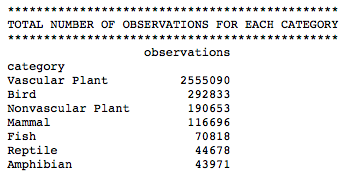 **********************************************
TOTAL NUMBER OF OBSERVATIONS FOR EACH CATEGORY
**********************************************
observations
category
Vascular Plant 2555090
Bird 292833
Nonvascular Plant 190653
Mammal 116696
Fish 70818
Reptile 44678
Amphibian 43971